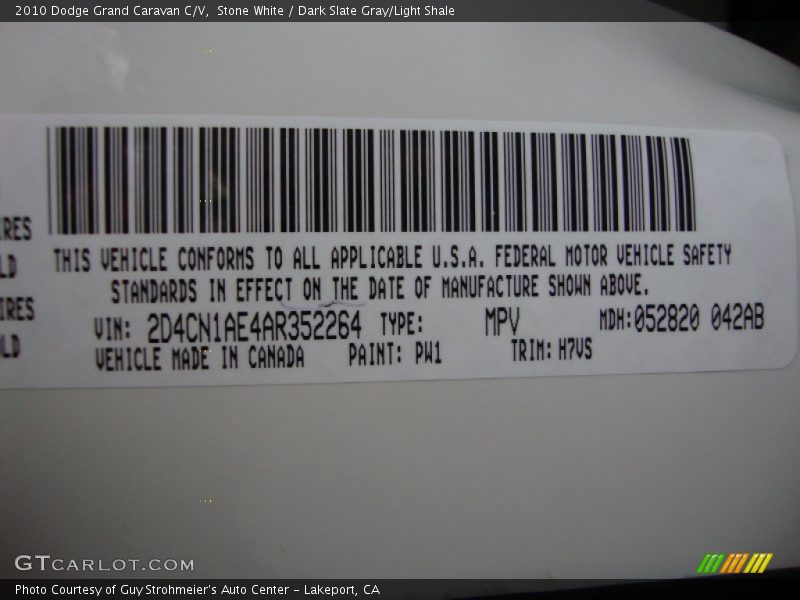 2010 Dodge Grand Caravan C/V, Stone White / Dark Slate Gray/Light Shale
IRES
LD
IRES
LD
THIS VEHICLE CONFORMS TO ALL APPLICABLE U.S.A. FEDERAL MOTOR VEHICLE SAFETY
STANDARDS IN EFFECT ON THE DATE OF MANUFACTURE SHOWN ABOVE.
VIN: 2D4CN1AE4AR352264 TYPE: MPV MDH:052820 042AB
VEHICLE MADE IN CANADA PAINT: PW1 TRIM: H7VS
GTCARLOT.COM
Photo Courtesy of Guy Strohmeier's Auto Center – Lakeport, CA